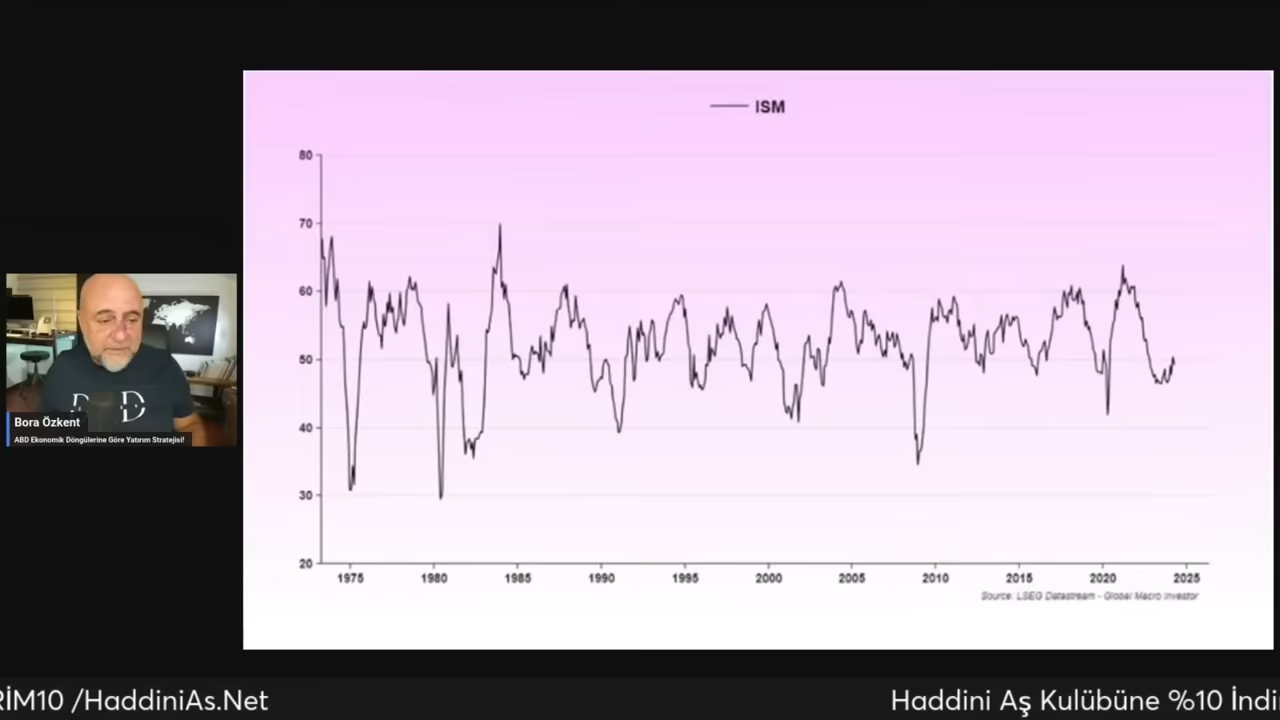 ISM
80
70
60
50
40
30
20
1975 1980 1985 1990 1995 2000 2005 2010 2015 2020 2025
Source: LSEG Datastream - Global Macro Investor
D D
Bora Özkent
ABD Ekonomik Döngülerine Göre Yatırım Stratejisi!
RİM10 /HaddiniAs.Net
Haddini Aş Kulübüne %10 İndi